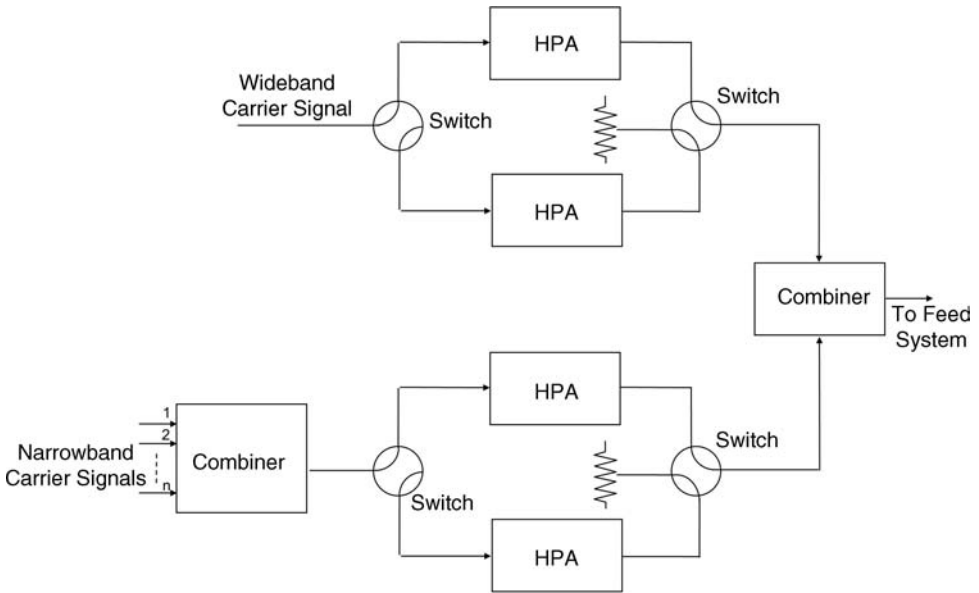 HPA
Wideband
Carrier Signal
Switch
Switch
HPA
Combiner
To Feed
System
HPA
1
2
n
Narrowband
Carrier Signals
Combiner
Switch
Switch
HPA